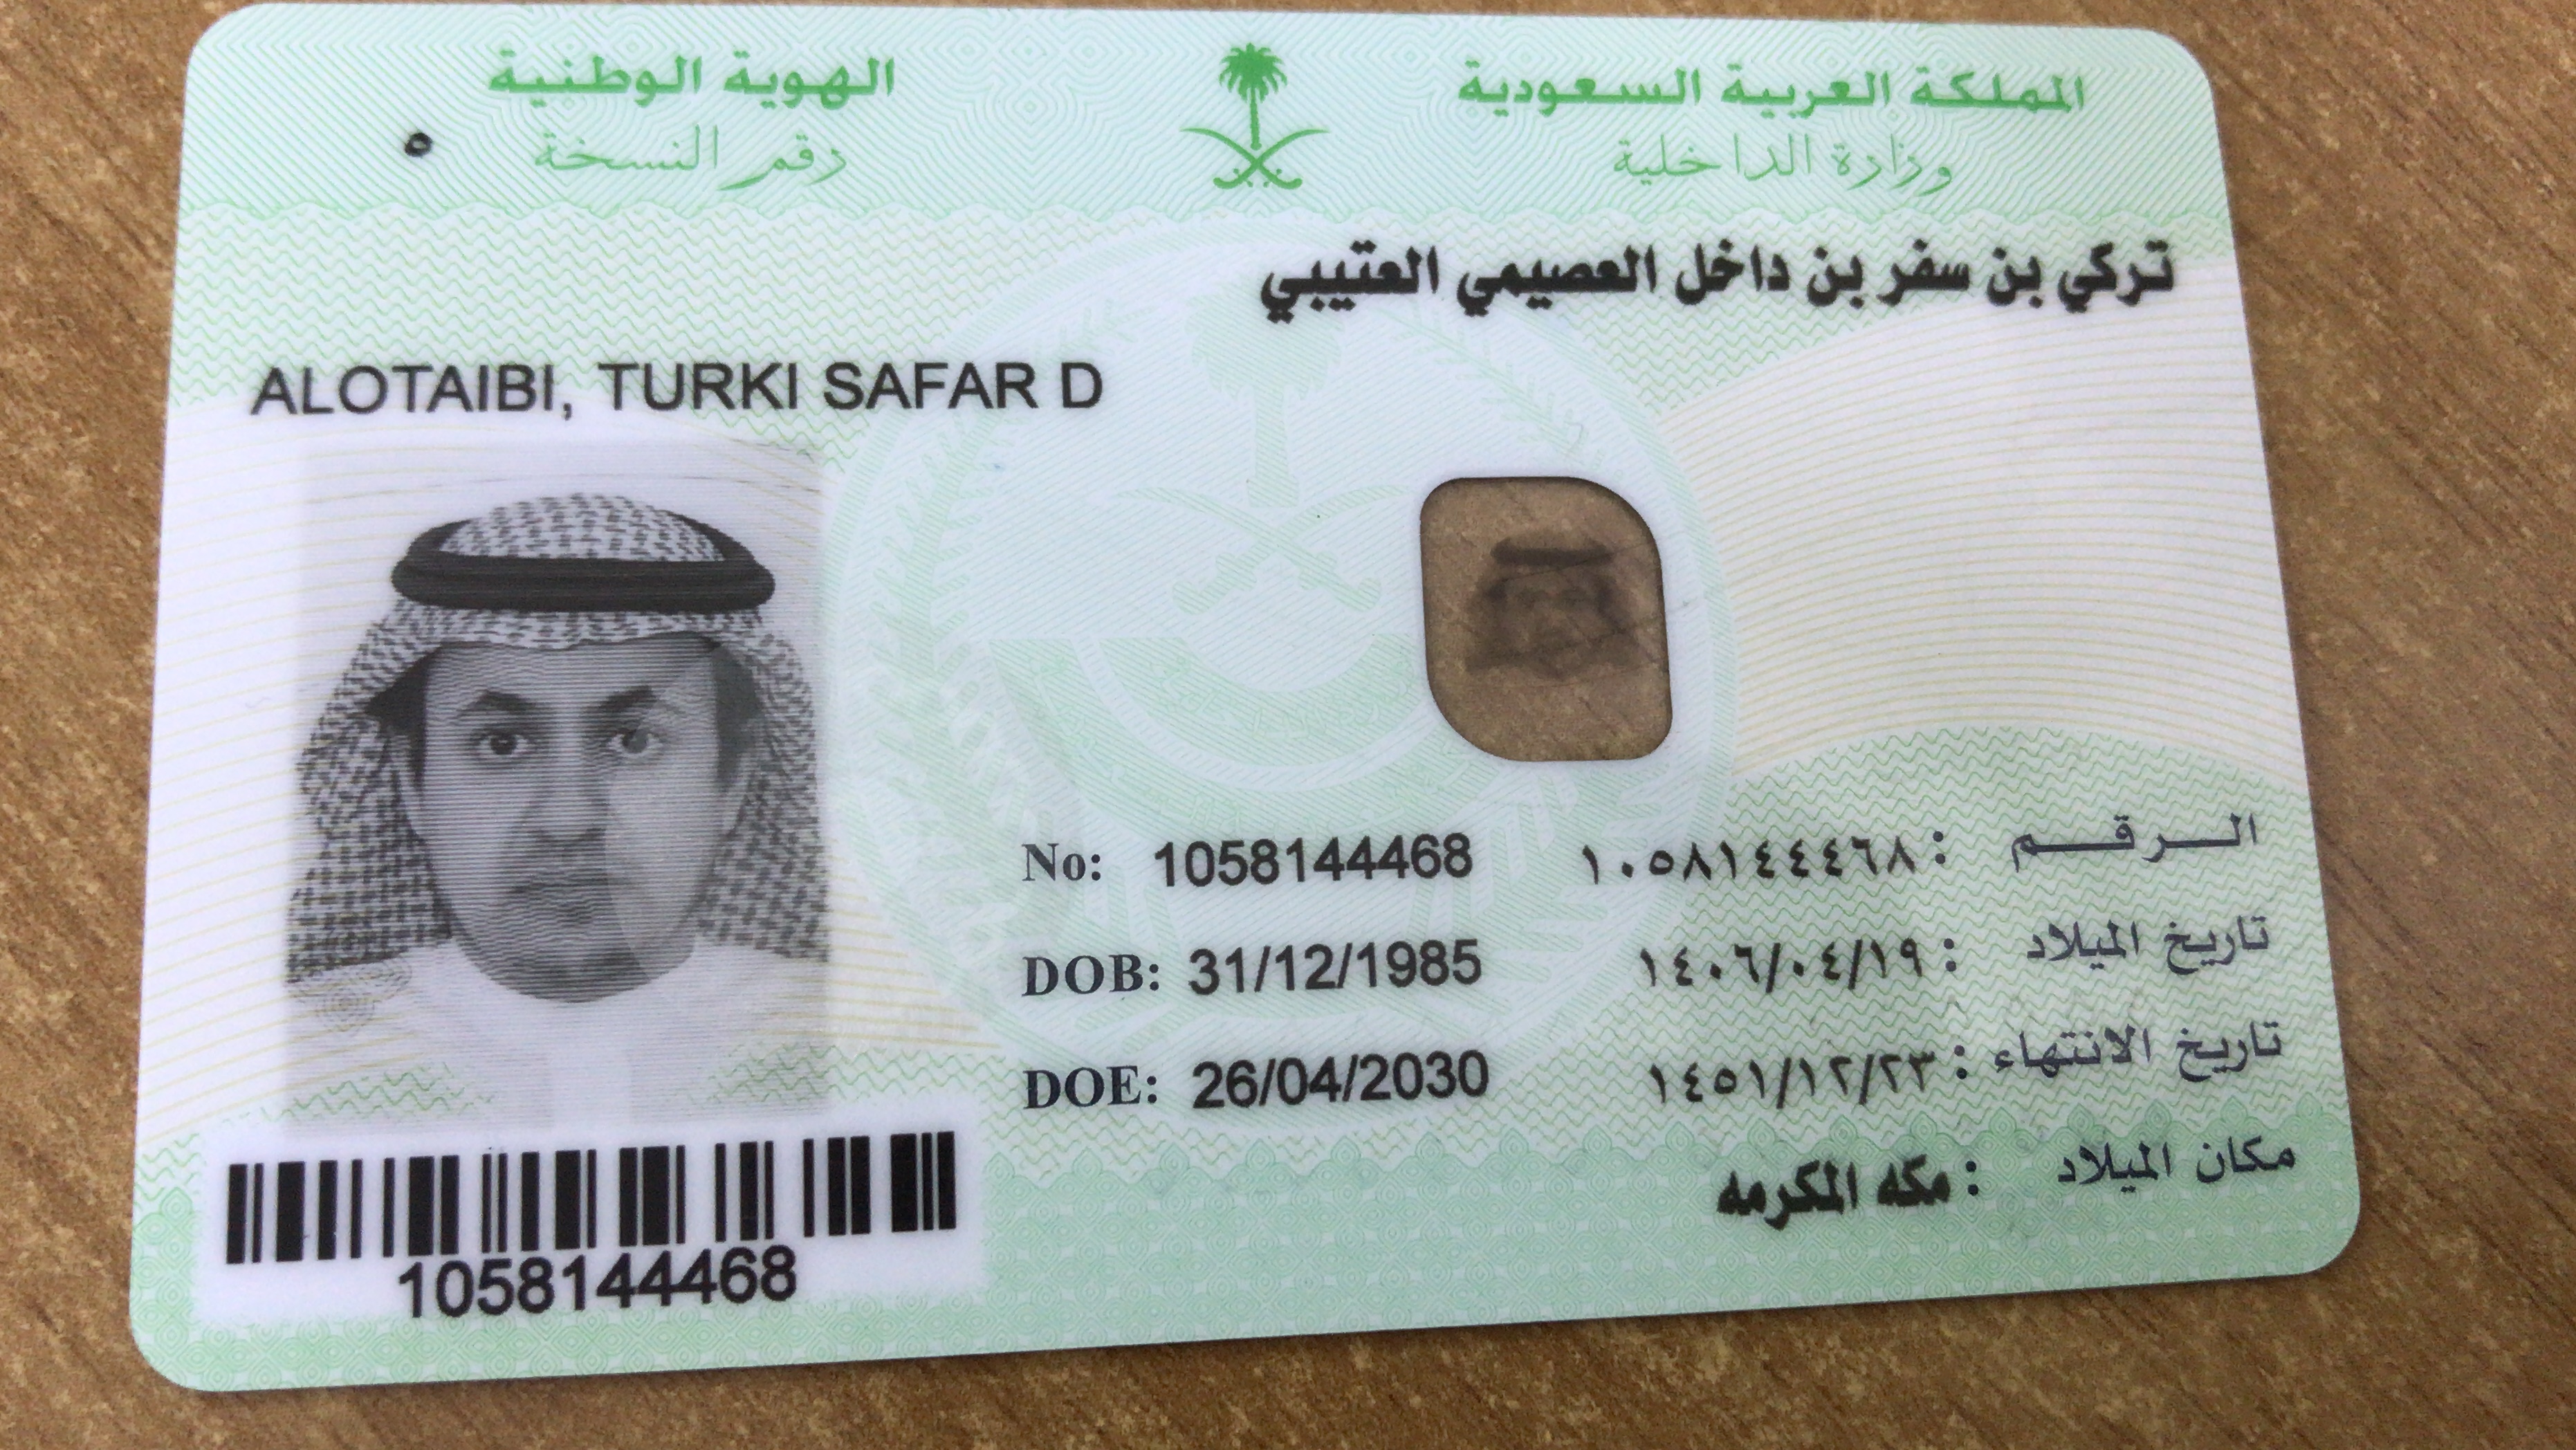 المملكة العربية السعودية
وزارة الداخلية
الهوية الوطنية
رقم النسخة ٥
تركي بن سفر بن داخل العصيمي العتيبي
ALOTAIBI, TURKI SAFAR D
الرقم : ١٠٥٨١٤٤٤٦٨
No: 1058144468
تاريخ الميلاد : ١٤٠٦/٠٤/١٩
DOB: 31/12/1985
تاريخ الانتهاء : ١٤٥١/١٢/٢٣
DOE: 26/04/2030
مكان الميلاد : مكه المكرمه
1058144468